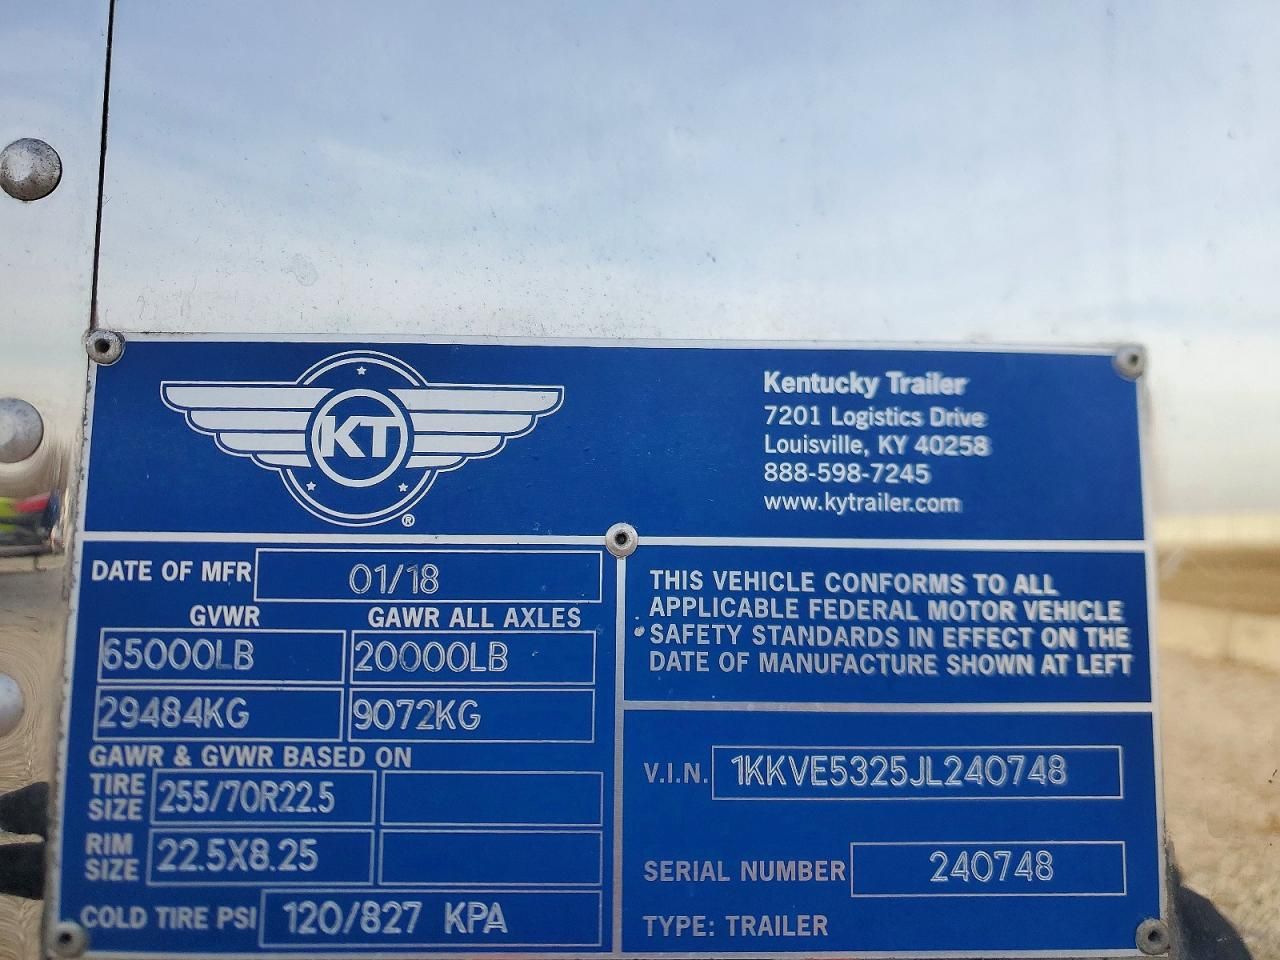 KT
®
Kentucky Trailer
7201 Logistics Drive
Louisville, KY 40258
888-598-7245
www.kytrailer.com
DATE OF MFR 01/18
GVWR GAWR ALL AXLES
65000LB 20000LB
29484KG 9072KG
GAWR & GVWR BASED ON
TIRE SIZE 255/70R22.5
RIM SIZE 22.5X8.25
COLD TIRE PSI 120/827 KPA
THIS VEHICLE CONFORMS TO ALL
APPLICABLE FEDERAL MOTOR VEHICLE
SAFETY STANDARDS IN EFFECT ON THE
DATE OF MANUFACTURE SHOWN AT LEFT
V.I.N. 1KKVE5325JL240748
SERIAL NUMBER 240748
TYPE: TRAILER